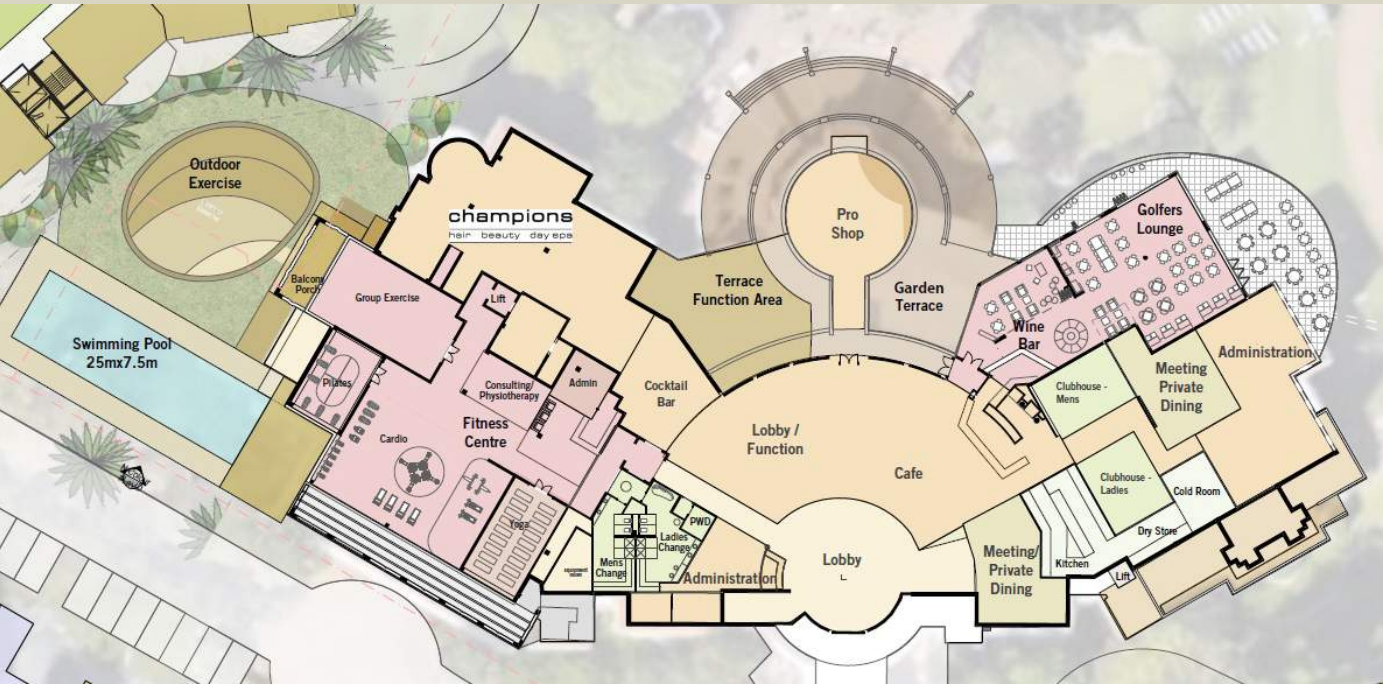 Outdoor
Exercise
champions
hair beauty day spa
Pro
Shop
Golfers
Lounge
Balcony
Porch
Group Exercise
Lift
Terrace
Function Area
Garden
Terrace
Wine
Bar
Swimming Pool
25mx7.5m
Pilates
Consulting/
Physiotherapy
Admin
Cocktail
Bar
Clubhouse -
Mens
Meeting
Private
Dining
Administration
Cardio
Fitness
Centre
Lobby /
Function
Cafe
Clubhouse -
Ladies
Cold Room
Yoga
PWD
Ladies
Change
Mens
Change
Dry Store
Administration
Lobby
Meeting/
Private
Dining
Kitchen
Lift